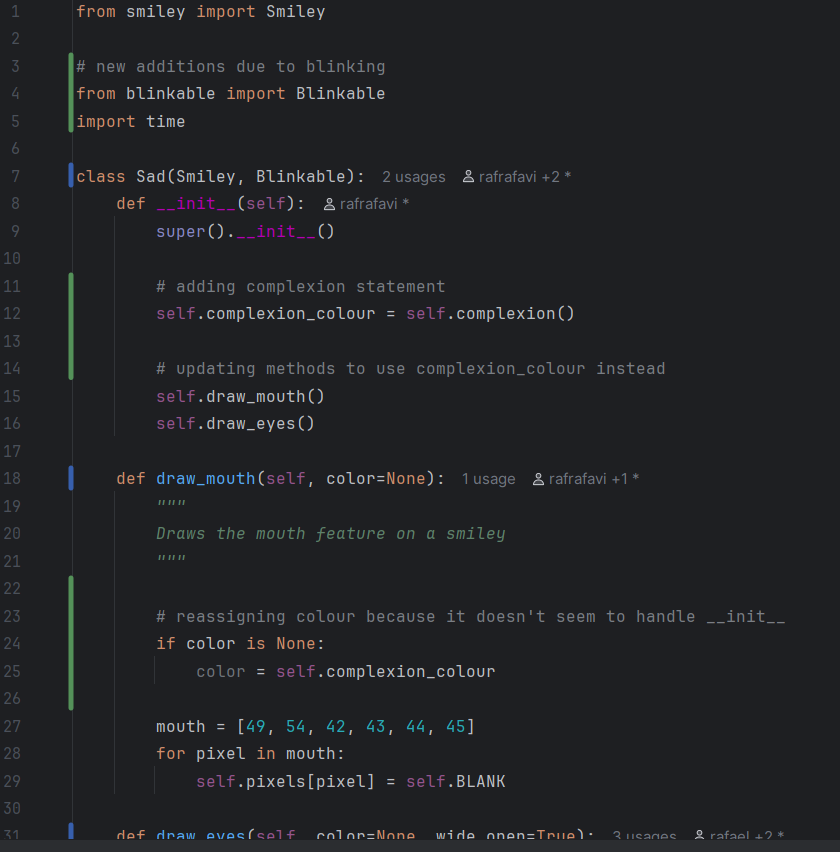 1 from smiley import Smiley
2
3 # new additions due to blinking
4 from blinkable import Blinkable
5 import time
6
7 class Sad(Smiley, Blinkable): 2 usages rafrafavi +2 *
8 def __init__(self): rafrafavi *
9 super().__init__()
10
11 # adding complexion statement
12 self.complexion_colour = self.complexion()
13
14 # updating methods to use complexion_colour instead
15 self.draw_mouth()
16 self.draw_eyes()
17
18 def draw_mouth(self, color=None): 1 usage rafrafavi +1 *
19 """
20 Draws the mouth feature on a smiley
21 """
22
23 # reassigning colour because it doesn't seem to handle __init__
24 if color is None:
25 color = self.complexion_colour
26
27 mouth = [49, 54, 42, 43, 44, 45]
28 for pixel in mouth:
29 self.pixels[pixel] = self.BLANK
30
31 def draw_eyes(self, color=None, wide_open=True): 3 usages rafael +2 *